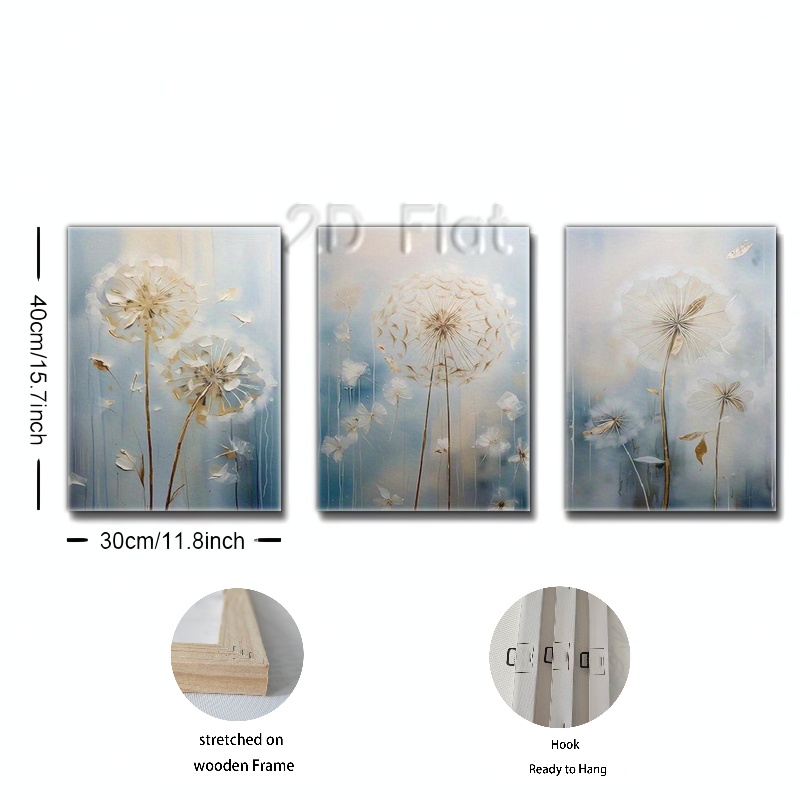 2D Flat
40cm/15.7inch
30cm/11.8inch
stretched on
wooden Frame
Hook
Ready to Hang